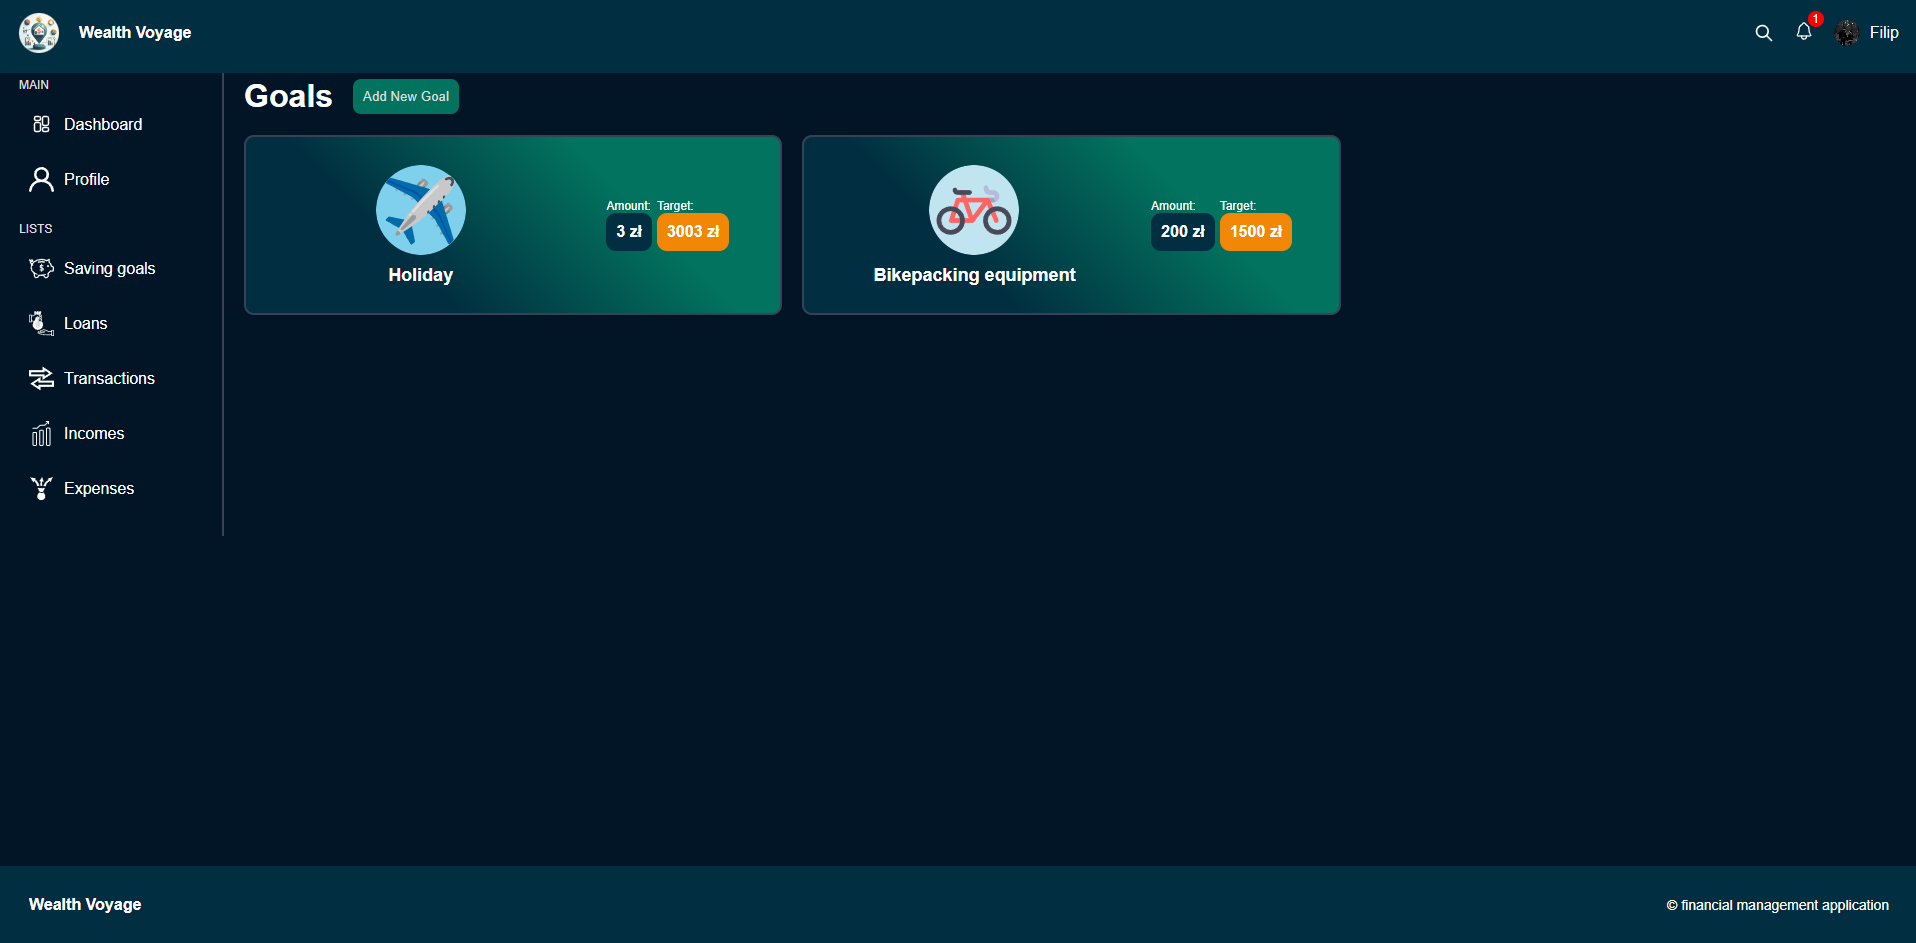 Wealth Voyage
1
Filip
MAIN
Dashboard
Profile
LISTS
Saving goals
Loans
Transactions
Incomes
Expenses
Goals
Add New Goal
Holiday
Amount: Target:
3 zł 3003 zł
Bikepacking equipment
Amount: Target:
200 zł 1500 zł
Wealth Voyage
© financial management application